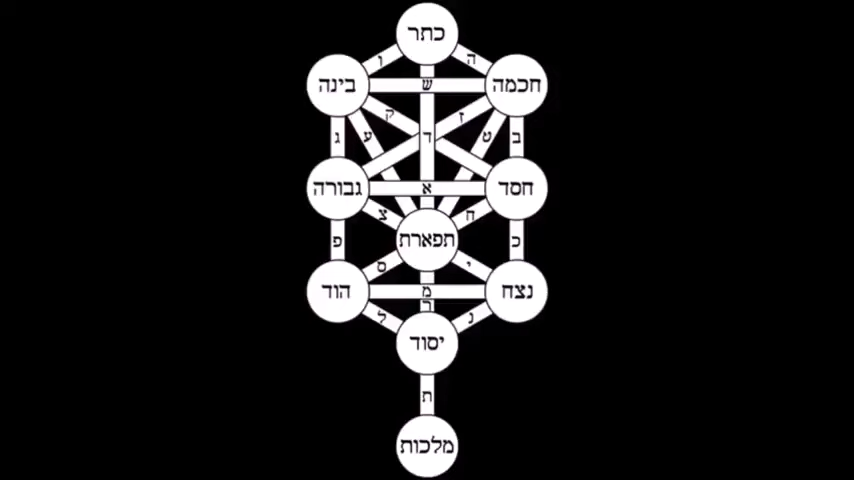 כתר
ה ו
חכמה ש בינה
ז ק
ב ט ד ע ג
חסד א גבורה
ח צ
כ תפארת פ
י ס
נצח מ הוד
ר
נ ל
יסוד
ת
מלכות